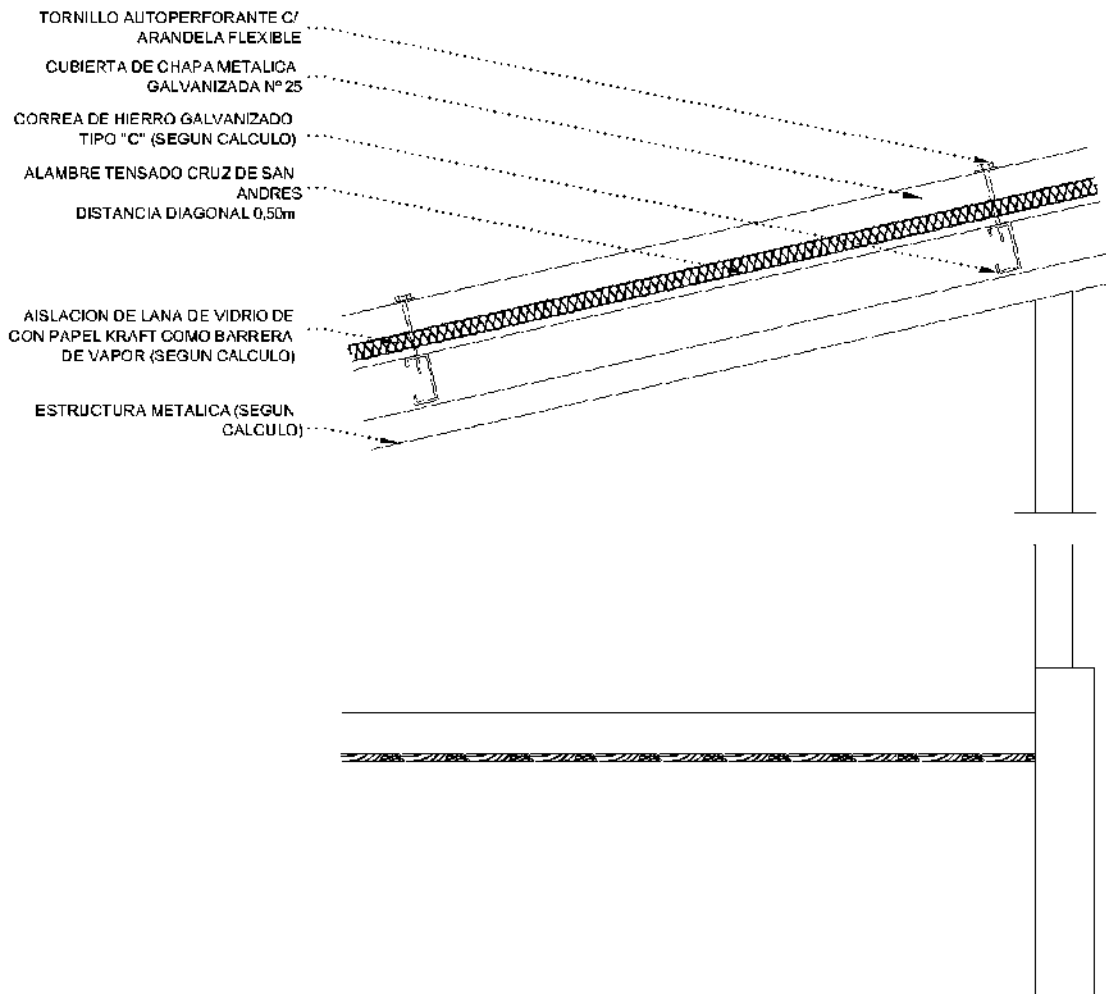 TORNILLO AUTOPERFORANTE C/
ARANDELA FLEXIBLE
CUBIERTA DE CHAPA METALICA
GALVANIZADA Nº 25
CORREA DE HIERRO GALVANIZADO
TIPO "C" (SEGUN CALCULO)
ALAMBRE TENSADO CRUZ DE SAN
ANDRES
DISTANCIA DIAGONAL 0,50m
AISLACION DE LANA DE VIDRIO DE
CON PAPEL KRAFT COMO BARRERA
DE VAPOR (SEGUN CALCULO)
ESTRUCTURA METALICA (SEGUN
CALCULO)